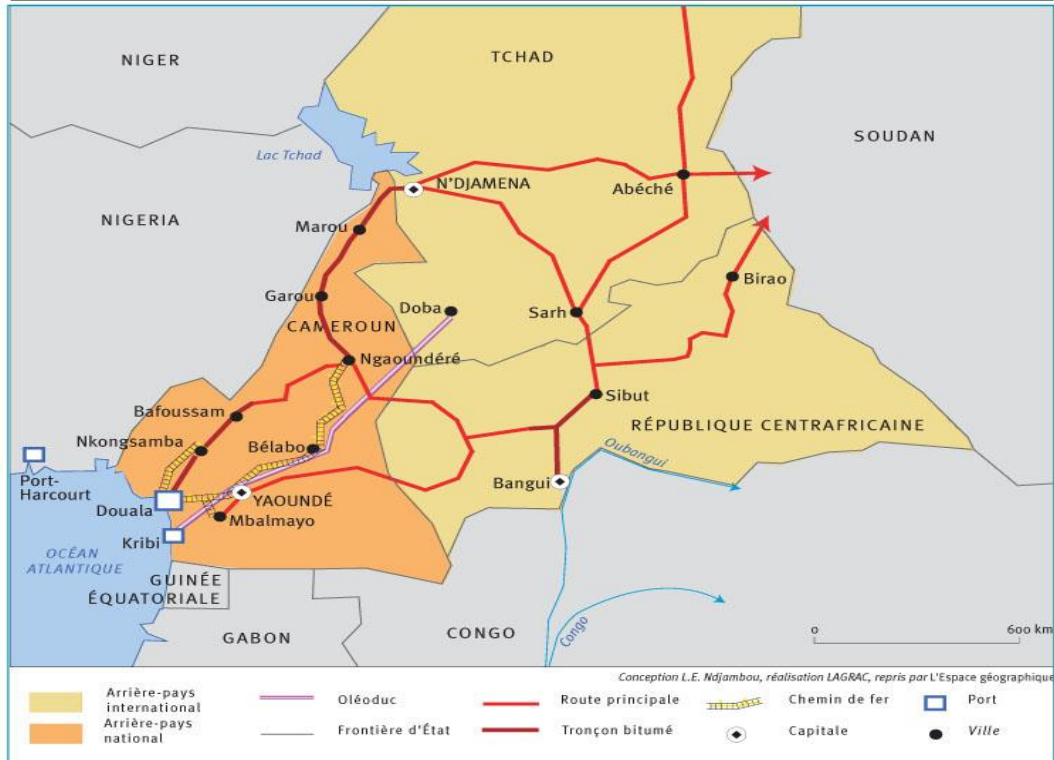 NIGER
TCHAD
SOUDAN
Lac Tchad
N'DJAMENA
Abéché
NIGERIA
Marou
Birao
Garou
Doba
Sarh
CAMEROUN
Ngaoundéré
Bafoussam
Sibut
Nkongsamba
RÉPUBLIQUE CENTRAFRICAINE
Bélabo
Oubangui
Port-
Harcourt
Bangui
Douala
YAOUNDÉ
Mbalmayo
Kribi
OCÉAN
ATLANTIQUE
GUINÉE
ÉQUATORIALE
GABON
CONGO
Congo
0 600 km
Conception L.E. Ndjambou, réalisation LAGRAC, repris par L'Espace géographique
Arrière-pays
international
Oléoduc
Route principale
Chemin de fer
Port
Arrière-pays
national
Frontière d'État
Tronçon bitumé
Capitale
Ville